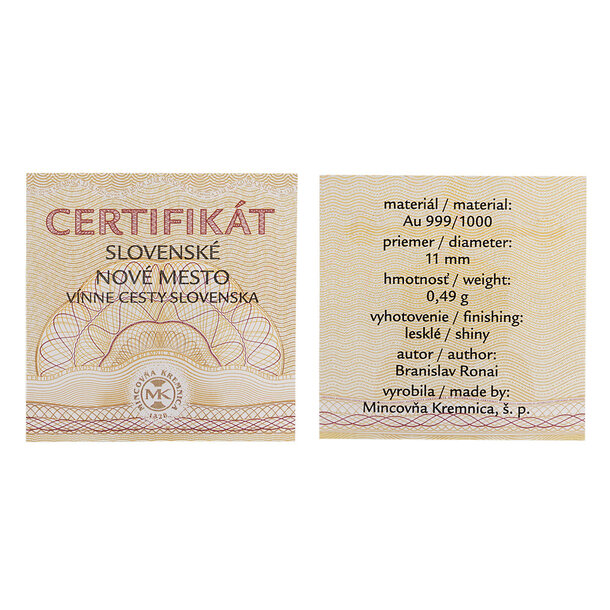 CERTIFIKÁT
SLOVENSKÉ
NOVÉ MESTO
VÍNNE CESTY SLOVENSKA
MINCOVŇA KREMNICA
MK
1328
materiál / material:
Au 999/1000
priemer / diameter:
11 mm
hmotnosť / weight:
0,49 g
vyhotovenie / finishing:
lesklé / shiny
autor / author:
Branislav Ronai
vyrobila / made by:
Mincovňa Kremnica, š. p.